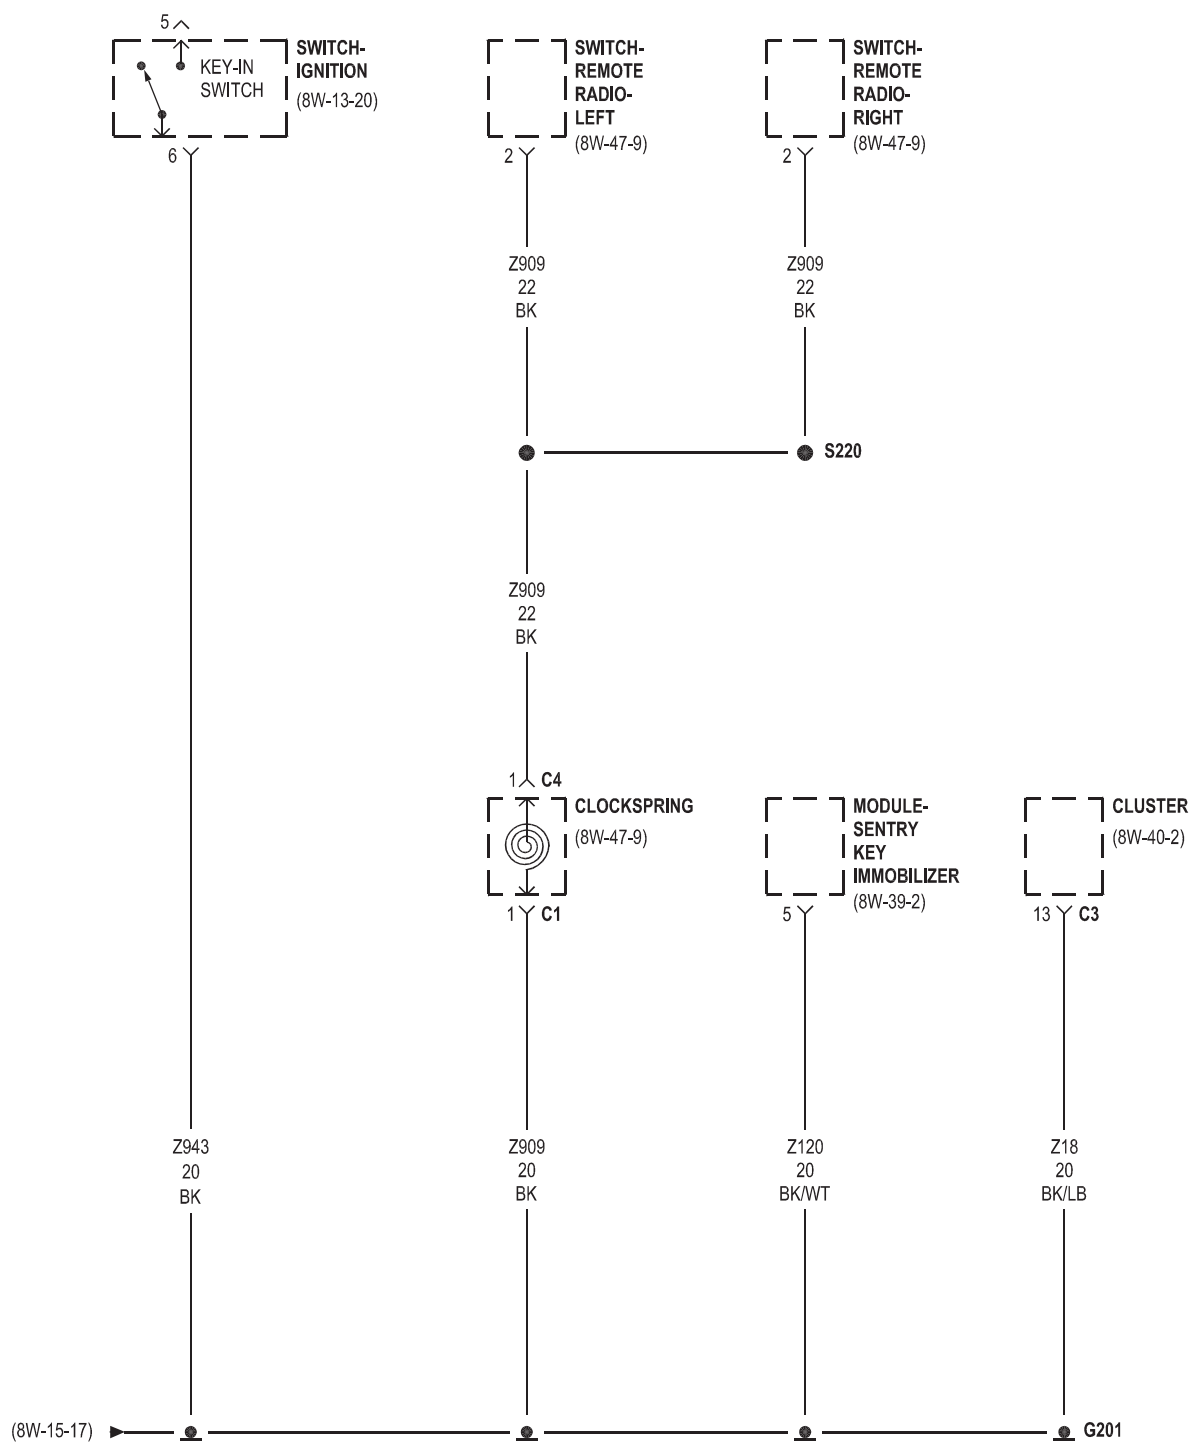 5
KEY-IN
SWITCH
SWITCH-
IGNITION
(8W-13-20)
6
SWITCH-
REMOTE
RADIO-
LEFT
(8W-47-9)
2
SWITCH-
REMOTE
RADIO-
RIGHT
(8W-47-9)
2
Z909
22
BK
Z909
22
BK
S220
Z909
22
BK
1 C4
CLOCKSPRING
(8W-47-9)
1 C1
MODULE-
SENTRY
KEY
IMMOBILIZER
(8W-39-2)
5
CLUSTER
(8W-40-2)
13 C3
Z943
20
BK
Z909
20
BK
Z120
20
BK/WT
Z18
20
BK/LB
(8W-15-17)
G201